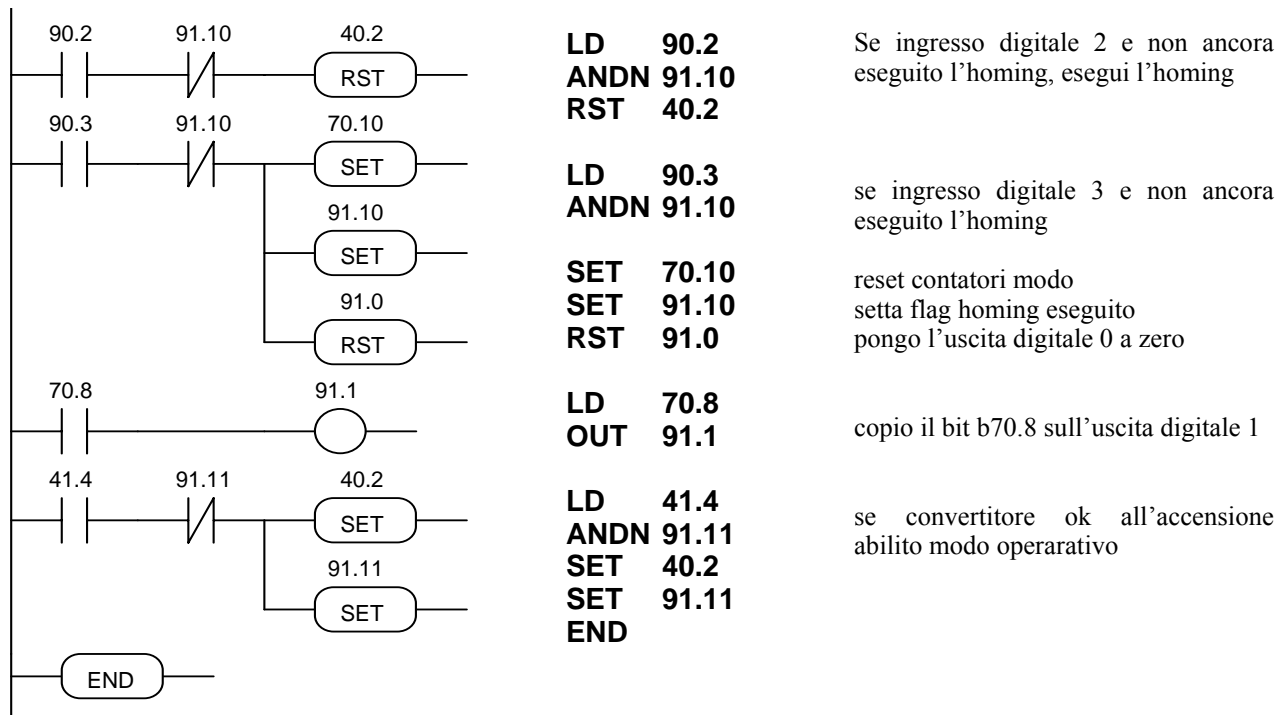 90.2 91.10 40.2
RST
90.3 91.10 70.10
SET
91.10
SET
91.0
RST
70.8 91.1
41.4 91.11 40.2
SET
91.11
SET
END
LD 90.2
ANDN 91.10
RST 40.2
LD 90.3
ANDN 91.10
SET 70.10
SET 91.10
RST 91.0
LD 70.8
OUT 91.1
LD 41.4
ANDN 91.11
SET 40.2
SET 91.11
END
Se ingresso digitale 2 e non ancora
eseguito l’homing, esegui l’homing
se ingresso digitale 3 e non ancora
eseguito l’homing
reset contatori modo
setta flag homing eseguito
pongo l’uscita digitale 0 a zero
copio il bit b70.8 sull’uscita digitale 1
se convertitore ok all’accensione
abilito modo operarativo